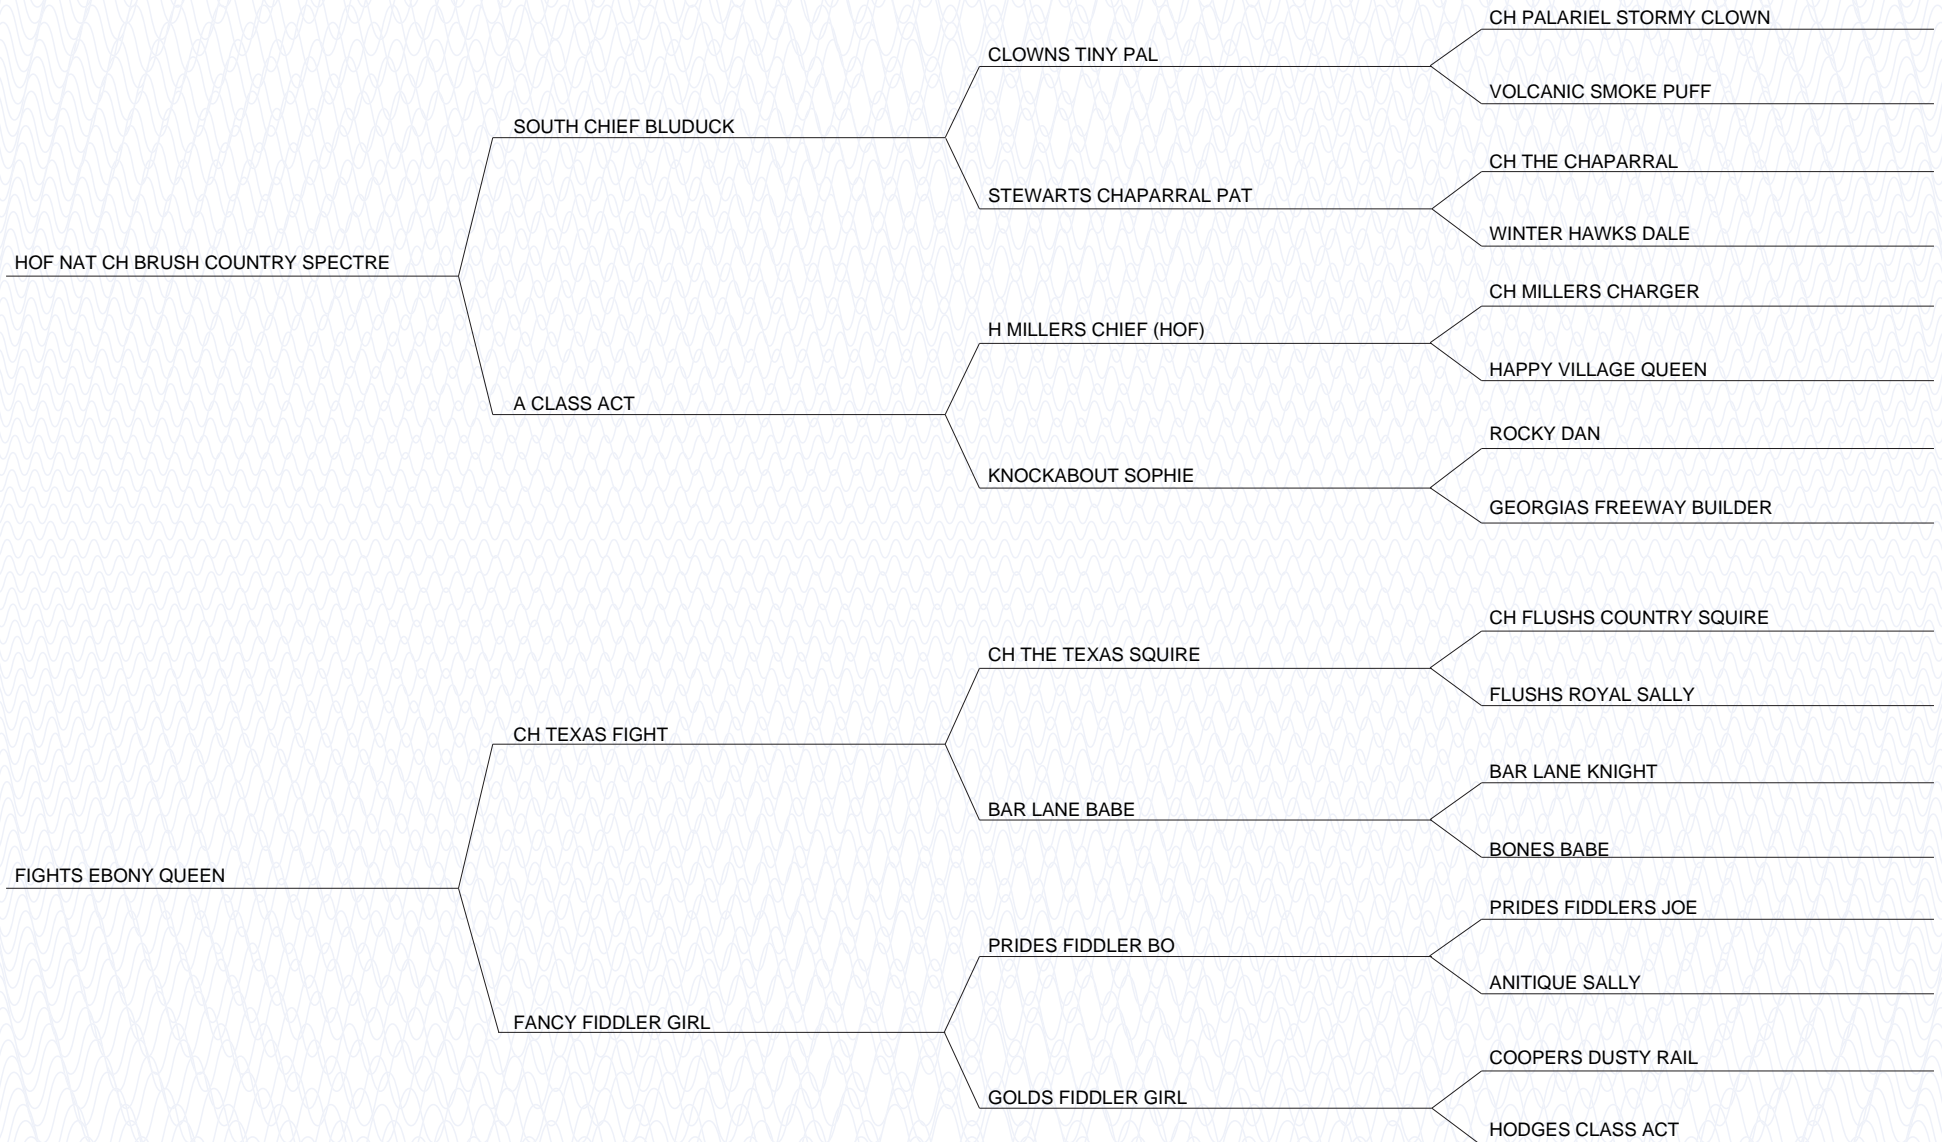 CH PALARIEL STORMY CLOWN
CLOWNS TINY PAL
VOLCANIC SMOKE PUFF
SOUTH CHIEF BLUDUCK
CH THE CHAPARRAL
STEWARTS CHAPARRAL PAT
WINTER HAWKS DALE
HOF NAT CH BRUSH COUNTRY SPECTRE
CH MILLERS CHARGER
H MILLERS CHIEF (HOF)
HAPPY VILLAGE QUEEN
A CLASS ACT
ROCKY DAN
KNOCKABOUT SOPHIE
GEORGIAS FREEWAY BUILDER
CH FLUSHS COUNTRY SQUIRE
CH THE TEXAS SQUIRE
FLUSHS ROYAL SALLY
CH TEXAS FIGHT
BAR LANE KNIGHT
BAR LANE BABE
BONES BABE
FIGHTS EBONY QUEEN
PRIDES FIDDLERS JOE
PRIDES FIDDLER BO
ANITIQUE SALLY
FANCY FIDDLER GIRL
COOPERS DUSTY RAIL
GOLDS FIDDLER GIRL
HODGES CLASS ACT